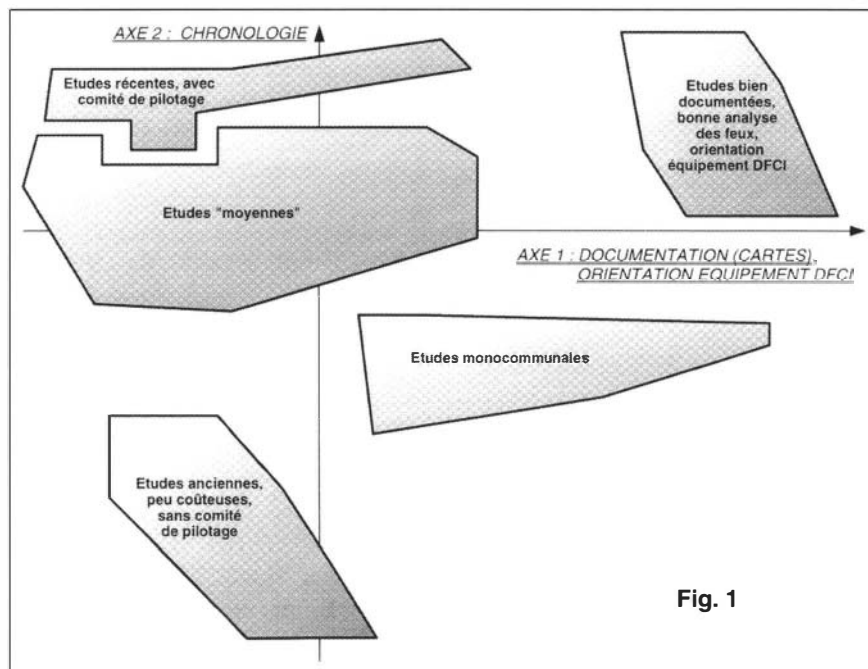 AXE 2 : CHRONOLOGIE
Etudes récentes, avec
comité de pilotage
Etudes bien
documentées,
bonne analyse
des feux,
orientation
équipement DFCI
Etudes "moyennes"
AXE 1 : DOCUMENTATION (CARTES),
ORIENTATION EQUIPEMENT DFCI
Etudes monocommunales
Etudes anciennes,
peu coûteuses,
sans comité
de pilotage
Fig. 1